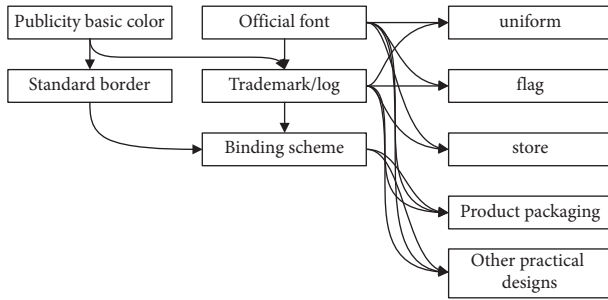 Publicity basic color
Official font
uniform
Standard border
Trademark/log
flag
Binding scheme
store
Product packaging
Other practical
designs